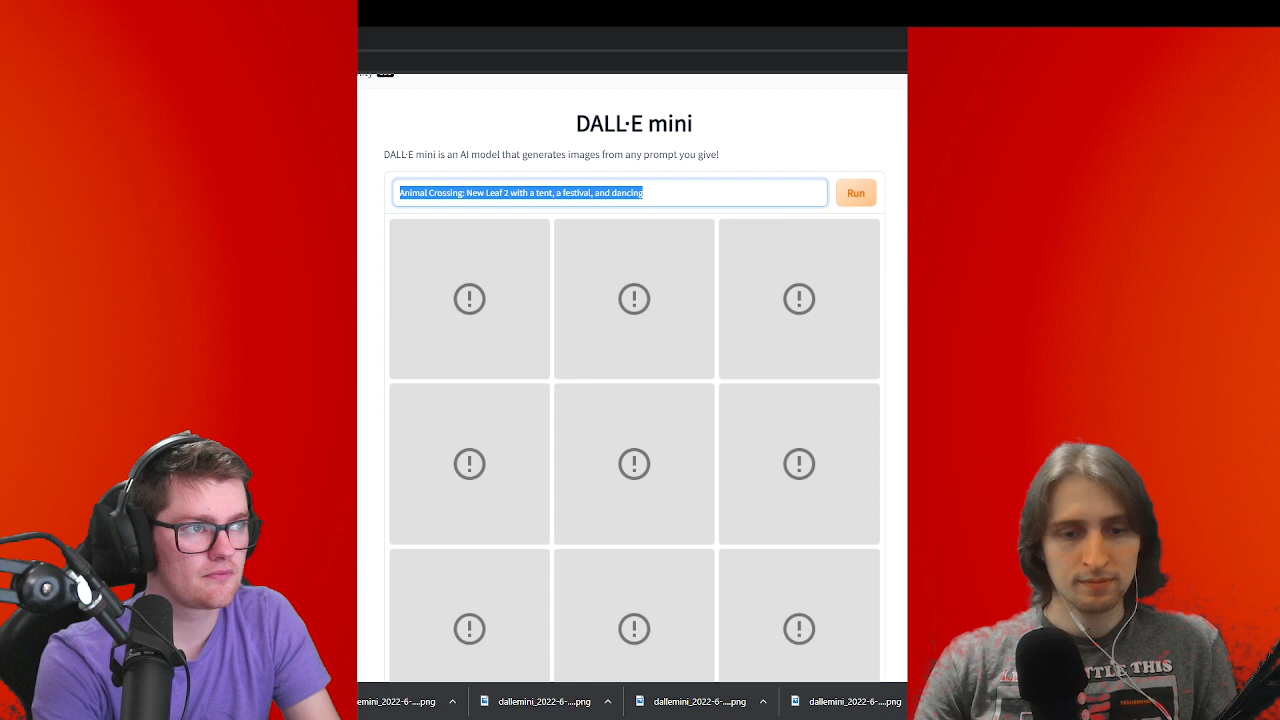 DALL·E mini
DALL·E mini is an AI model that generates images from any prompt you give!
Animal Crossing: New Leaf 2 with a tent, a festival, and dancing
Run
emini_2022-6-....png
dallemini_2022-6-....png
dallemini_2022-6-....png
dallemini_2022-6-....png
TTLE THIS